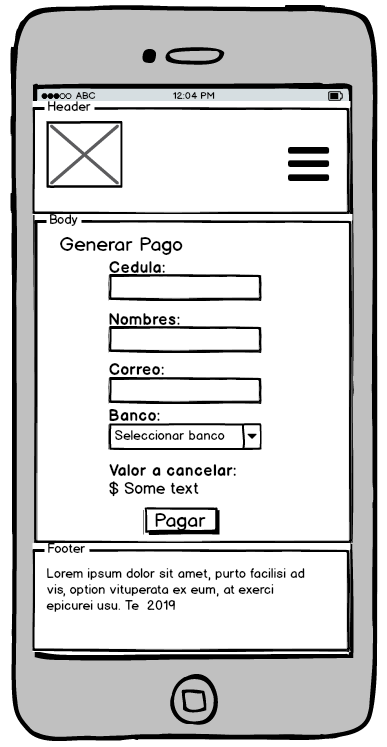 ABC 12:04 PM
Header
Body
Generar Pago
Cedula:
Nombres:
Correo:
Banco:
Seleccionar banco
Valor a cancelar:
$ Some text
Pagar
Footer
Lorem ipsum dolor sit amet, purto facilisi ad
vis, option vituperata ex eum, at exerci
epicurei usu. Te 2019